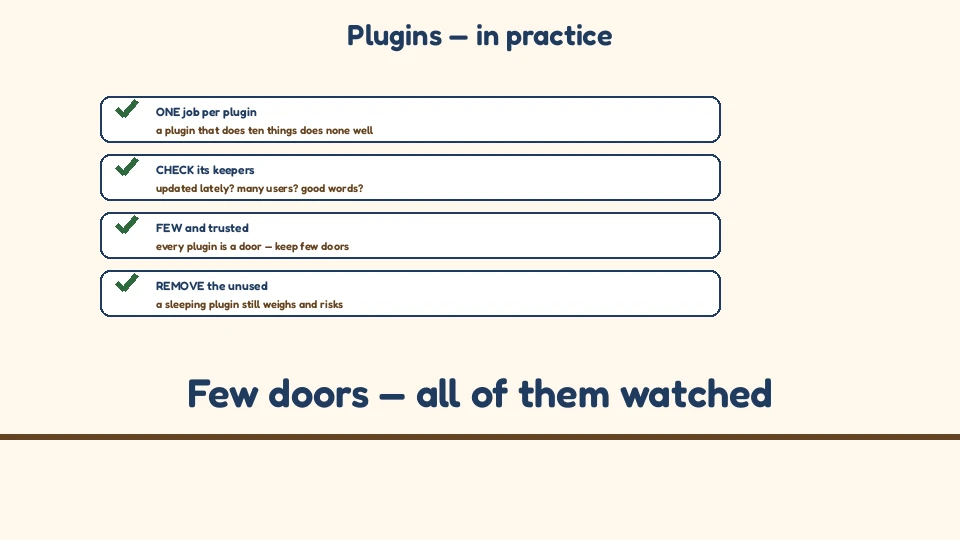 Plugins — in practice
ONE job per plugin
a plugin that does ten things does none well
CHECK its keepers
updated lately? many users? good words?
FEW and trusted
every plugin is a door — keep few doors
REMOVE the unused
a sleeping plugin still weighs and risks
Few doors — all of them watched